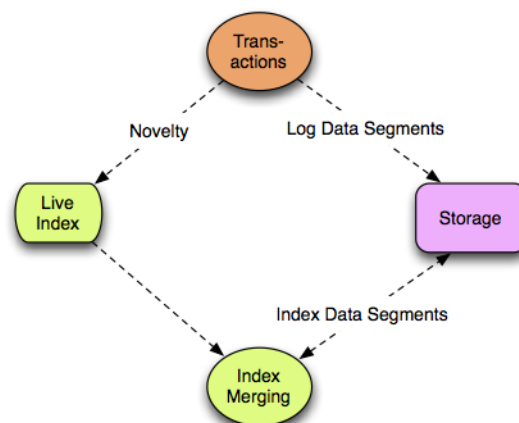 Trans-
actions
Novelty
Log Data Segments
Live
Index
Storage
Index Data Segments
Index
Merging